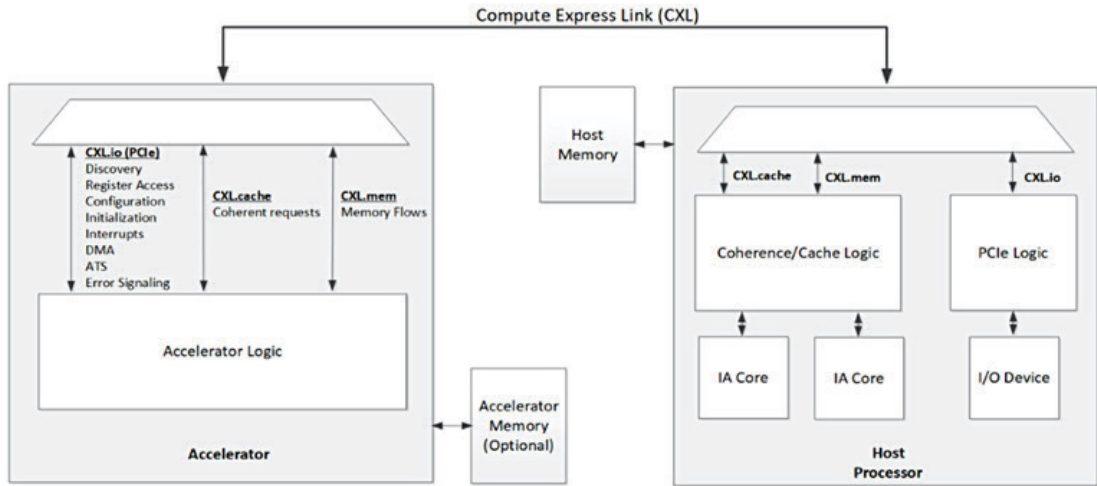 Compute Express Link (CXL)
CXL.io (PCIe)
Discovery
Register Access
Configuration
Initialization
Interrupts
DMA
ATS
Error Signaling
CXL.cache
Coherent requests
CXL.mem
Memory Flows
Accelerator Logic
Accelerator
Accelerator
Memory
(Optional)
Host
Memory
CXL.cache
CXL.mem
CXL.io
Coherence/Cache Logic
PCIe Logic
IA Core
IA Core
I/O Device
Host
Processor